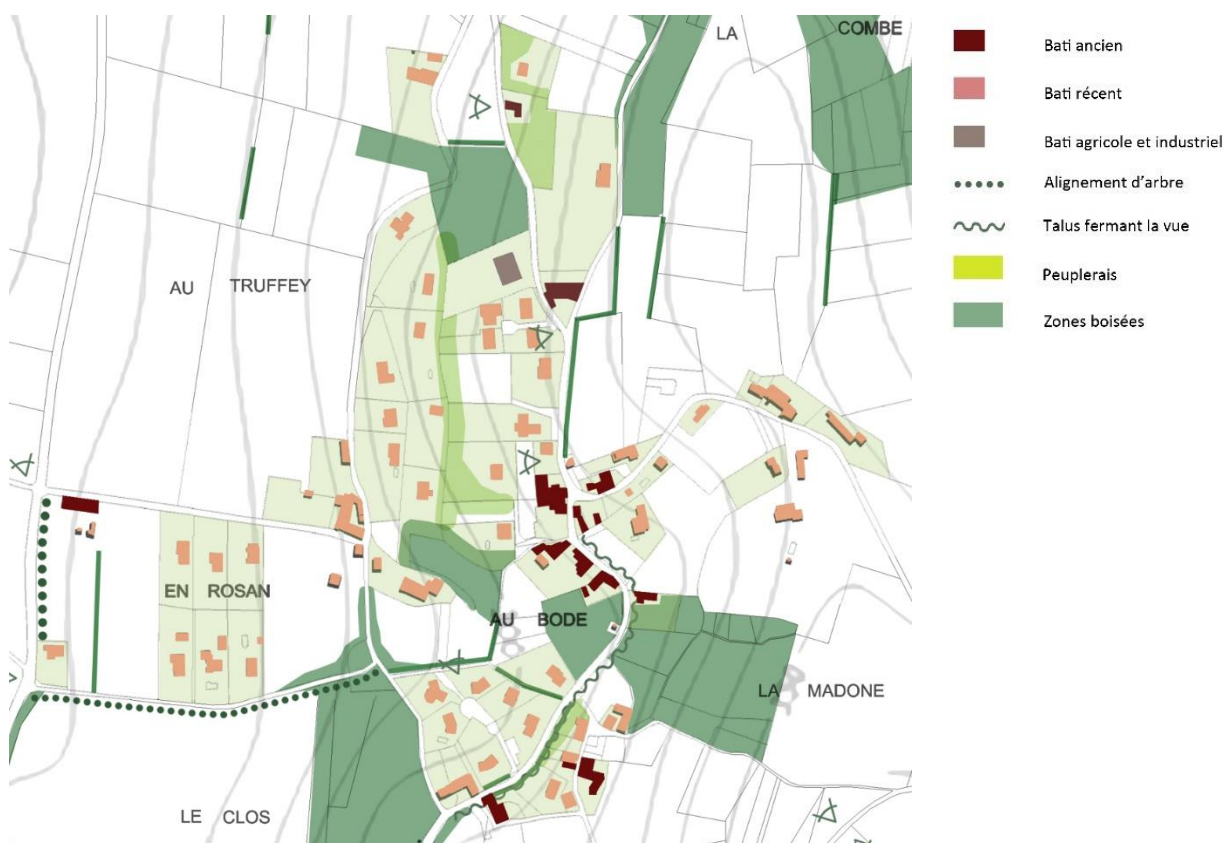 LA COMBE
AU TRUFFEY
EN ROSAN
AU BODE
LA MADONE
LE CLOS
Bati ancien
Bati récent
Bati agricole et industriel
Alignement d'arbre
Talus fermant la vue
Peuplerais
Zones boisées